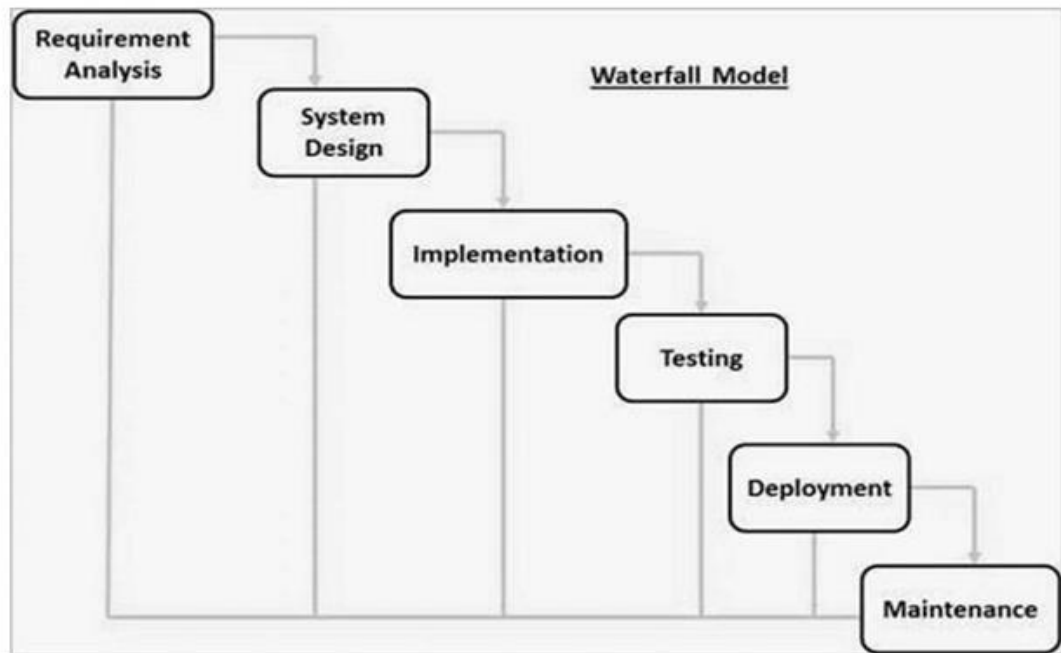 Requirement
Analysis
Waterfall Model
System
Design
Implementation
Testing
Deployment
Maintenance